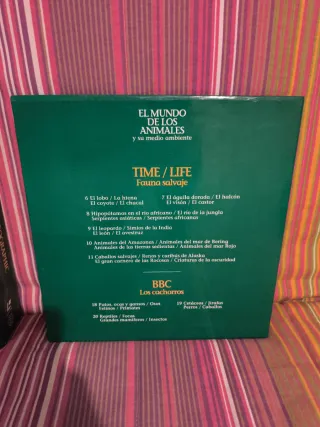 EL MUNDO
DE LOS
ANIMALES
y su medio ambiente
TIME / LIFE
Fauna salvaje
6 El lobo / La hiena
El coyote / El chacal
7 El águila dorada / El halcón
El visón / El castor
8 Hipopótamos en el río africano / El río de la jungla
Serpientes asiáticas / Serpientes africanas
9 El leopardo / Simios de la India
El león / El avestruz
10 Animales del Amazonas / Animales del mar de Bering
Animales de las tierras sedientas / Animales del mar Rojo
11 Caballos salvajes / Renos y caribús de Alaska
El gran carnero de las Rocosas / Criaturas de la oscuridad
BBC
Los cachorros
18 Patos, ocas y gansos / Osos
Felinos / Primates
19 Cetáceos / Jirafas
Perros / Caballos
20 Reptiles / Focas
Grandes mamíferos / Insectos